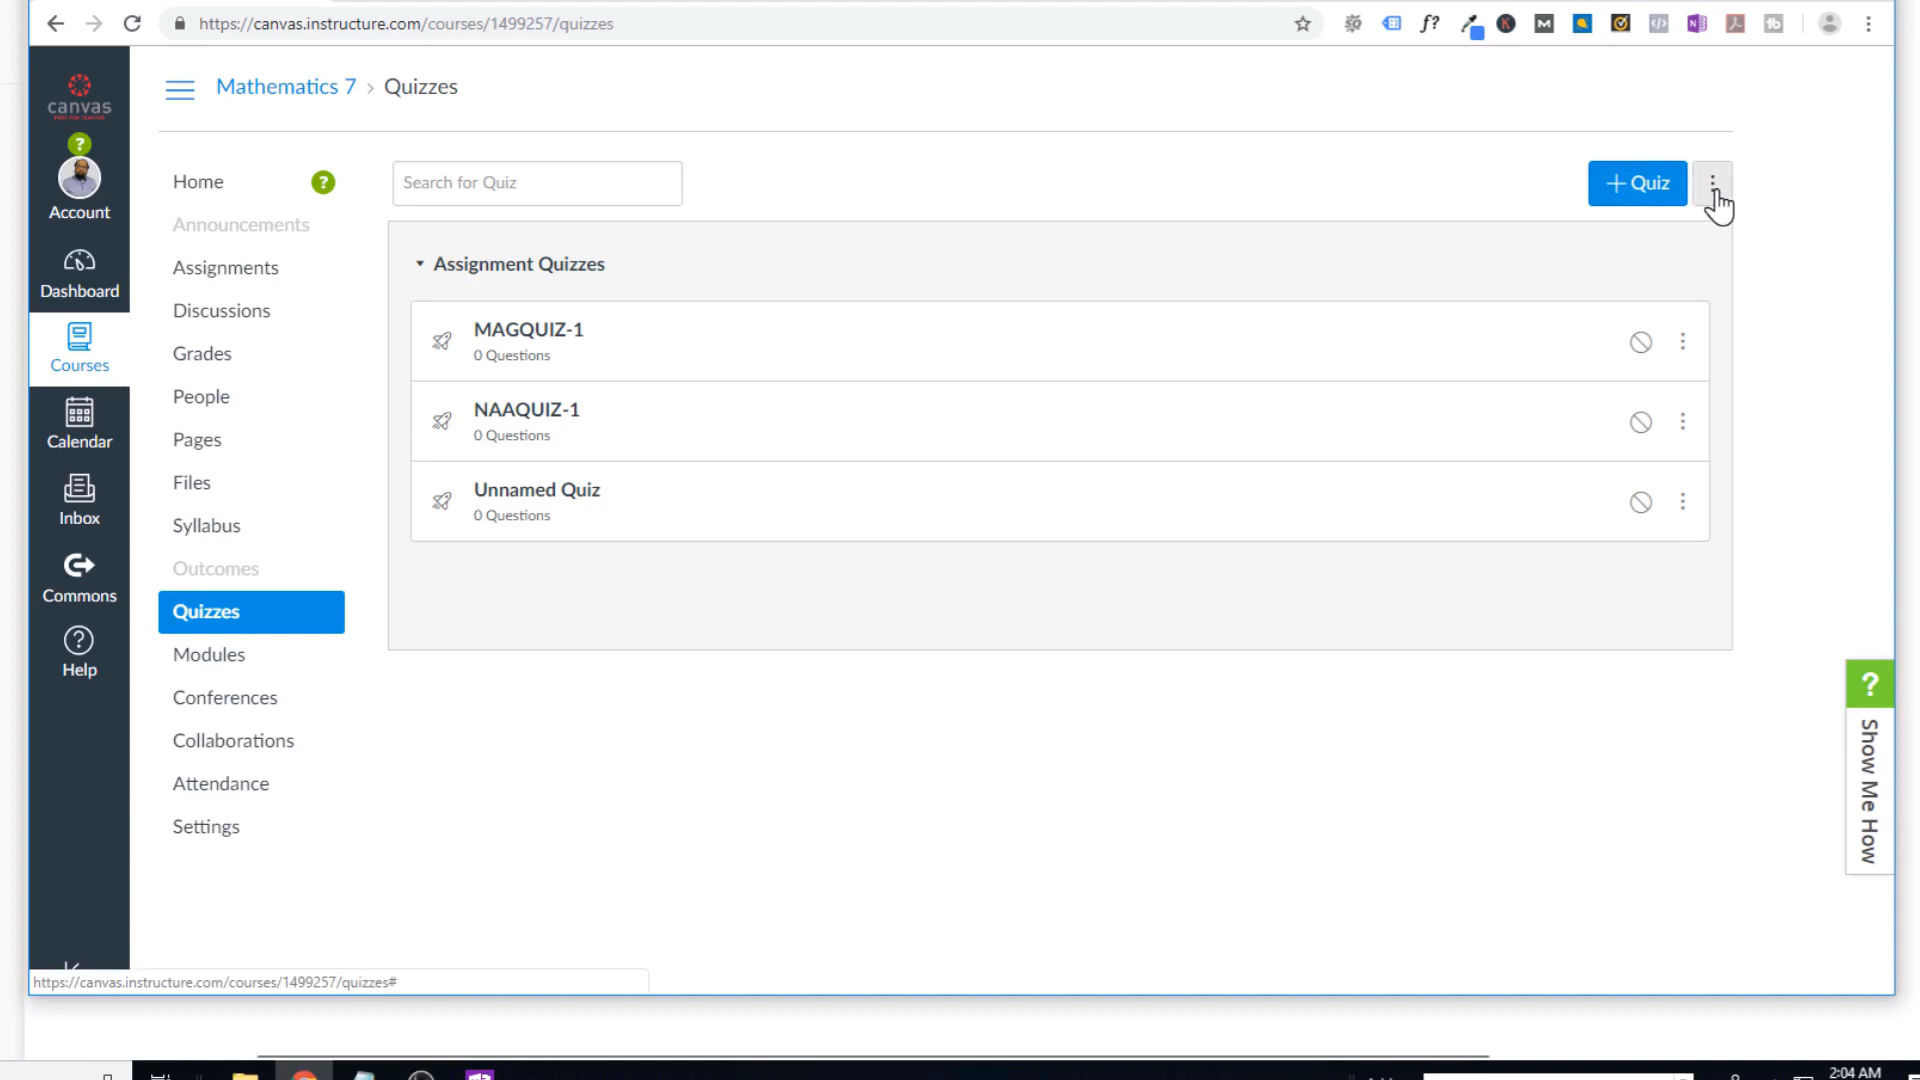 https://canvas.instructure.com/courses/1499257/quizzes
f?
K
M
</>
N
tb
canvas
?
Account
Dashboard
Courses
Calendar
Inbox
Commons
Help
Mathematics 7 > Quizzes
Home ?
Announcements
Assignments
Discussions
Grades
People
Pages
Files
Syllabus
Outcomes
Quizzes
Modules
Conferences
Collaborations
Attendance
Settings
Search for Quiz
+ Quiz
Assignment Quizzes
MAGQUIZ-1
0 Questions
NAAQUIZ-1
0 Questions
Unnamed Quiz
0 Questions
?
Show Me How
https://canvas.instructure.com/courses/1499257/quizzes#
2:04 AM